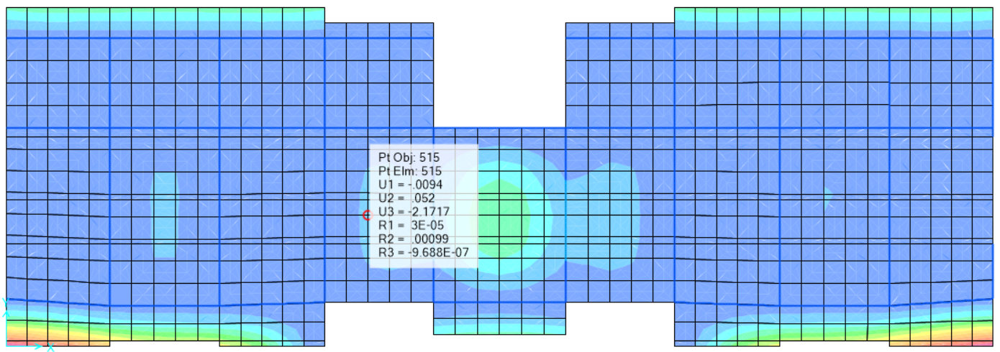 Pt Obj: 515
Pt Elm: 515
U1 = -.0094
U2 = .052
U3 = -2.1717
R1 = 3E-05
R2 = .00099
R3 = -9.688E-07
Y
X